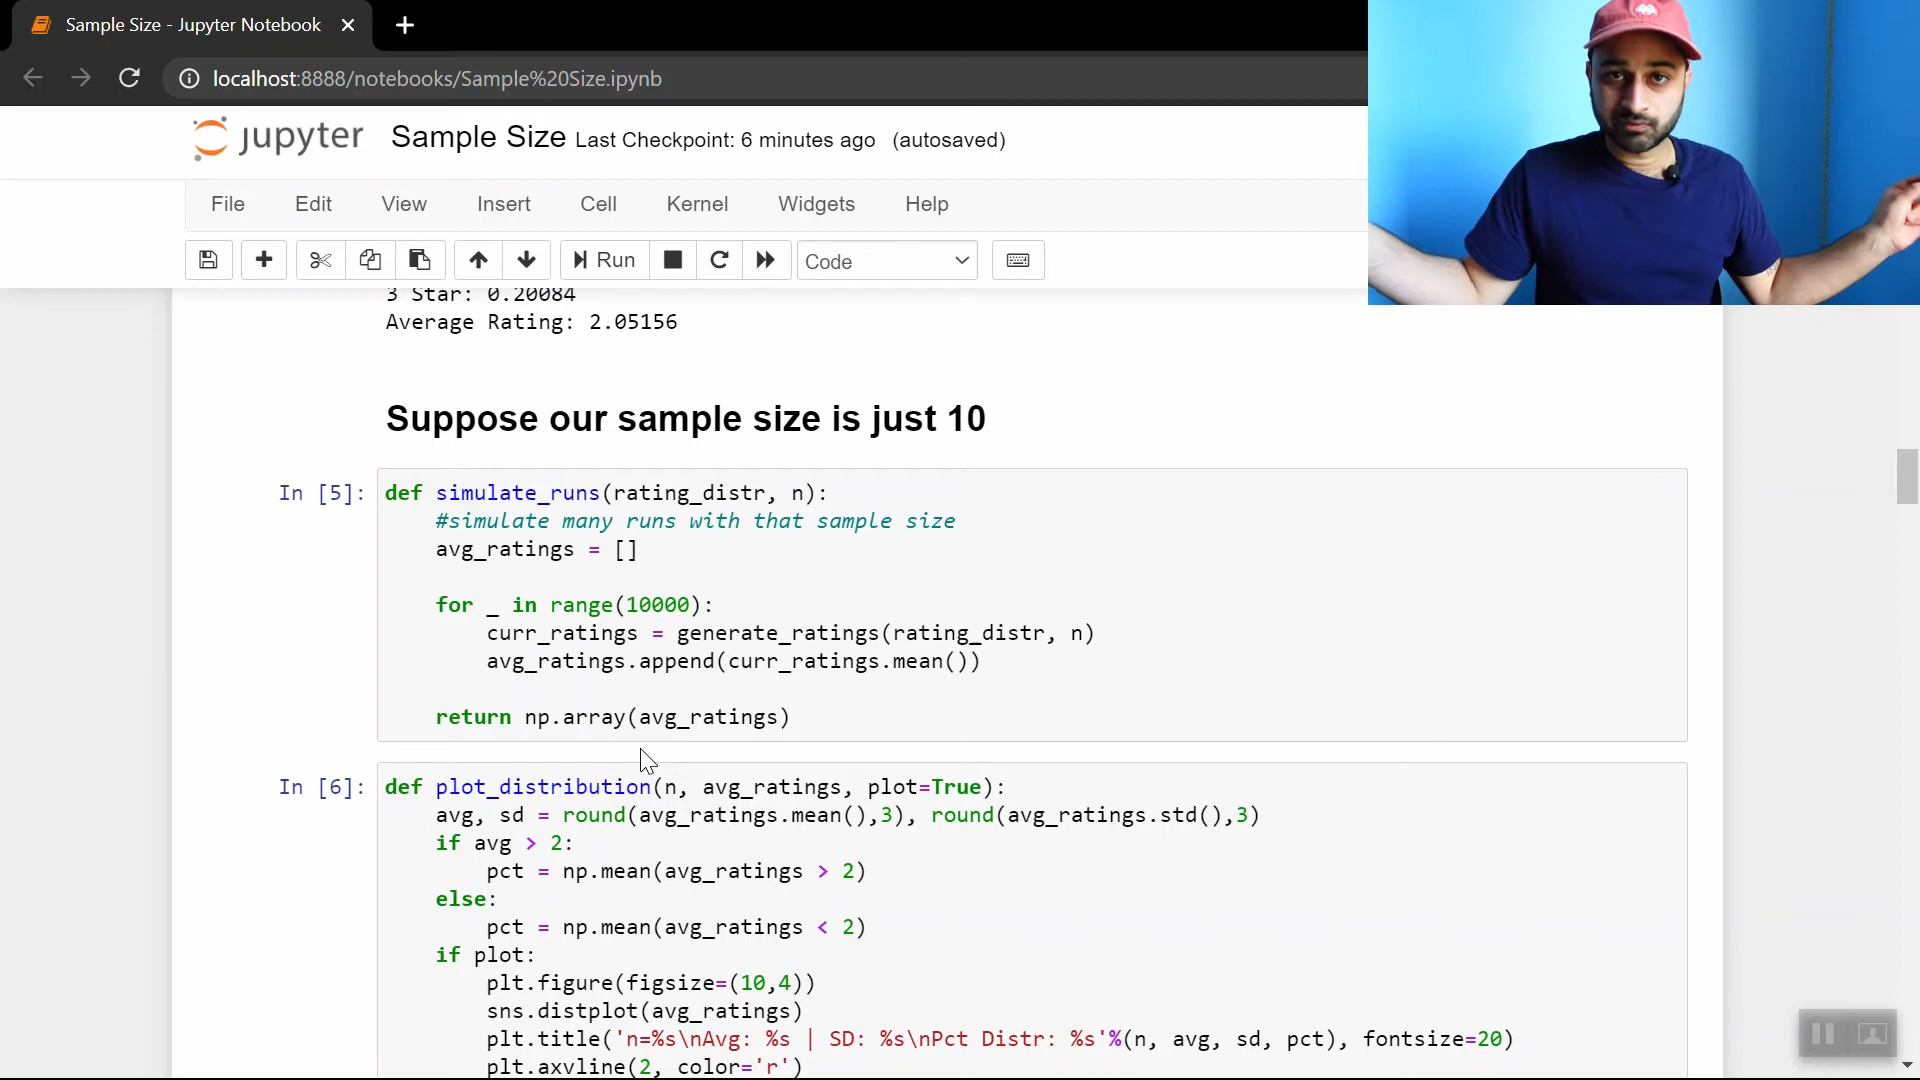 Sample Size - Jupyter Notebook
localhost:8888/notebooks/Sample%20Size.ipynb
jupyter Sample Size Last Checkpoint: 6 minutes ago (autosaved)
File Edit View Insert Cell Kernel Widgets Help
Run Code
3 Star: 0.20084
Average Rating: 2.05156
Suppose our sample size is just 10
In [5]: def simulate_runs(rating_distr, n):
#simulate many runs with that sample size
avg_ratings = []
for _ in range(10000):
curr_ratings = generate_ratings(rating_distr, n)
avg_ratings.append(curr_ratings.mean())
return np.array(avg_ratings)
In [6]: def plot_distribution(n, avg_ratings, plot=True):
avg, sd = round(avg_ratings.mean(),3), round(avg_ratings.std(),3)
if avg > 2:
pct = np.mean(avg_ratings > 2)
else:
pct = np.mean(avg_ratings < 2)
if plot:
plt.figure(figsize=(10,4))
sns.distplot(avg_ratings)
plt.title('n=%s\nAvg: %s | SD: %s\nPct Distr: %s'%(n, avg, sd, pct), fontsize=20)
plt.axvline(2, color='r')